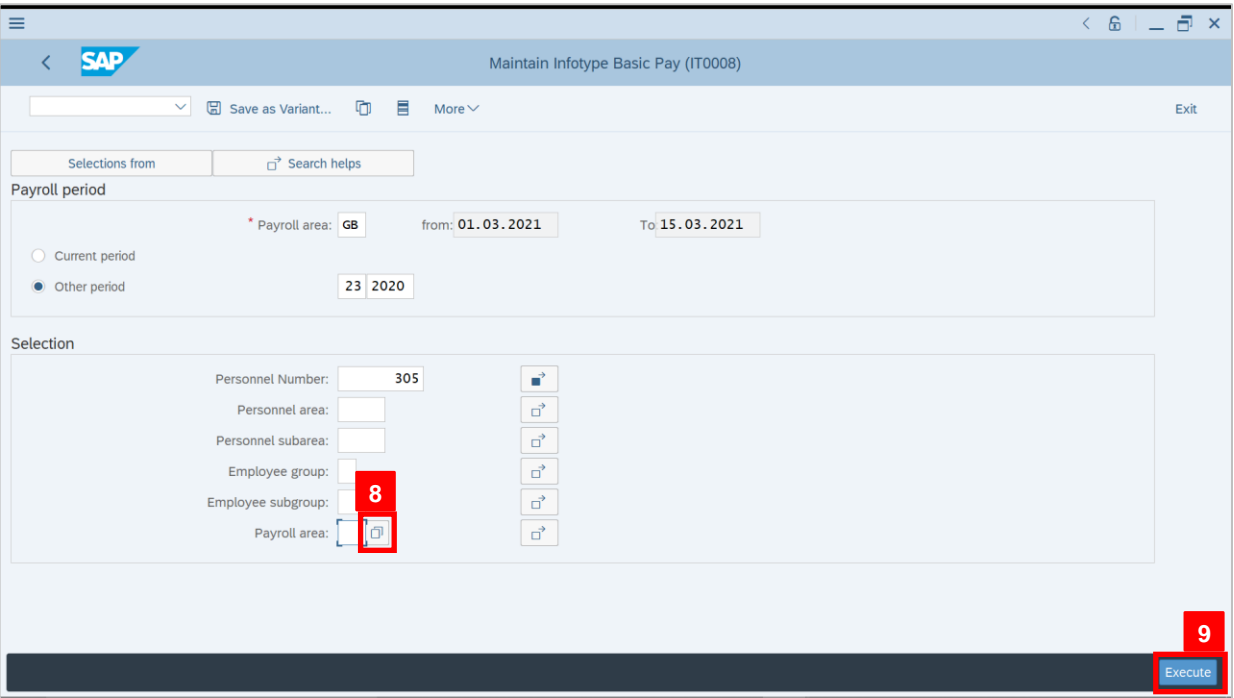 SAP
Maintain Infotype Basic Pay (IT0008)
Save as Variant... More Exit
Selections from Search helps
Payroll period
* Payroll area: GB from: 01.03.2021 To 15.03.2021
Current period
Other period 23 2020
Selection
Personnel Number: 305
Personnel area:
Personnel subarea:
Employee group:
8
Employee subgroup:
Payroll area:
9
Execute